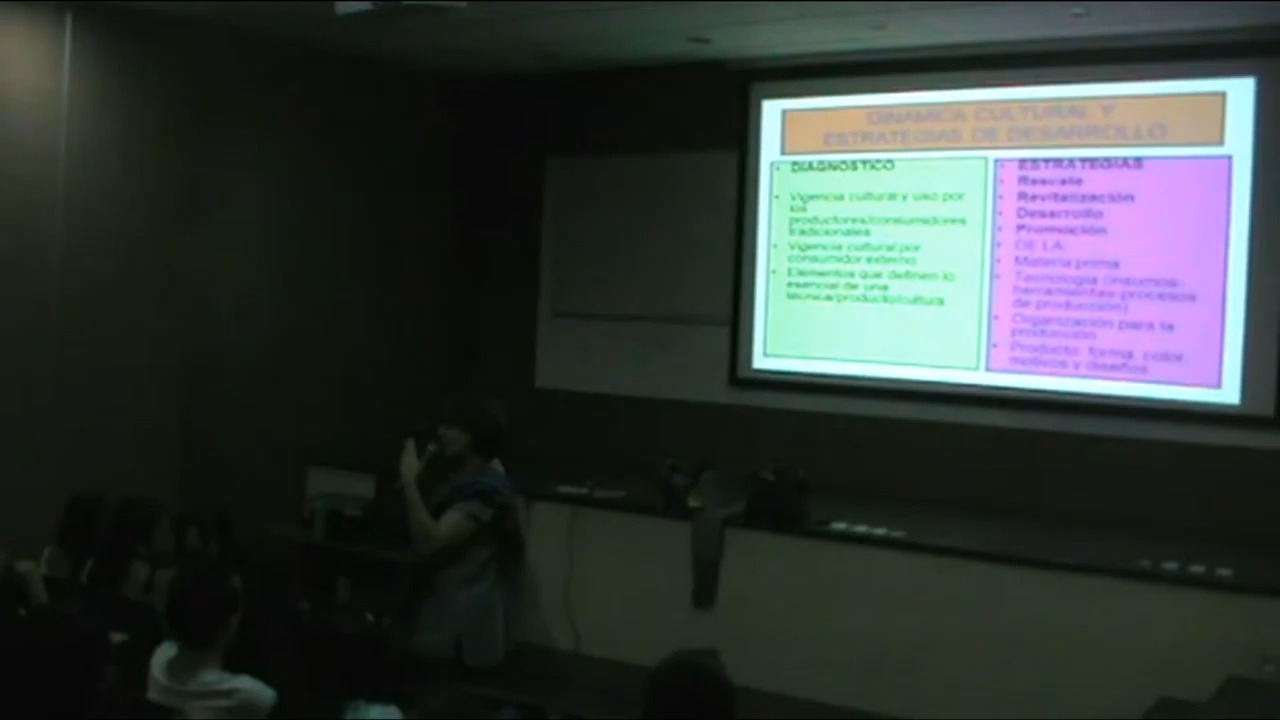 DINAMICA CULTURAL Y
ESTRATEGIAS DE DESARROLLO
• DIAGNOSTICO
• Vigencia cultural y uso por
los
productores/consumidores
tradicionales
• Vigencia cultural por
consumidor externo
• Elementos que definen lo
esencial de una
técnica/producto/cultura
• ESTRATEGIAS
• Rescate
• Revitalización
• Desarrollo
• Promoción
• DE LA:
• Materia prima
• Tecnología (insumos-
herramientas-procesos
de producción)
• Organización para la
producción
• Producto: forma, color,
motivos y diseños